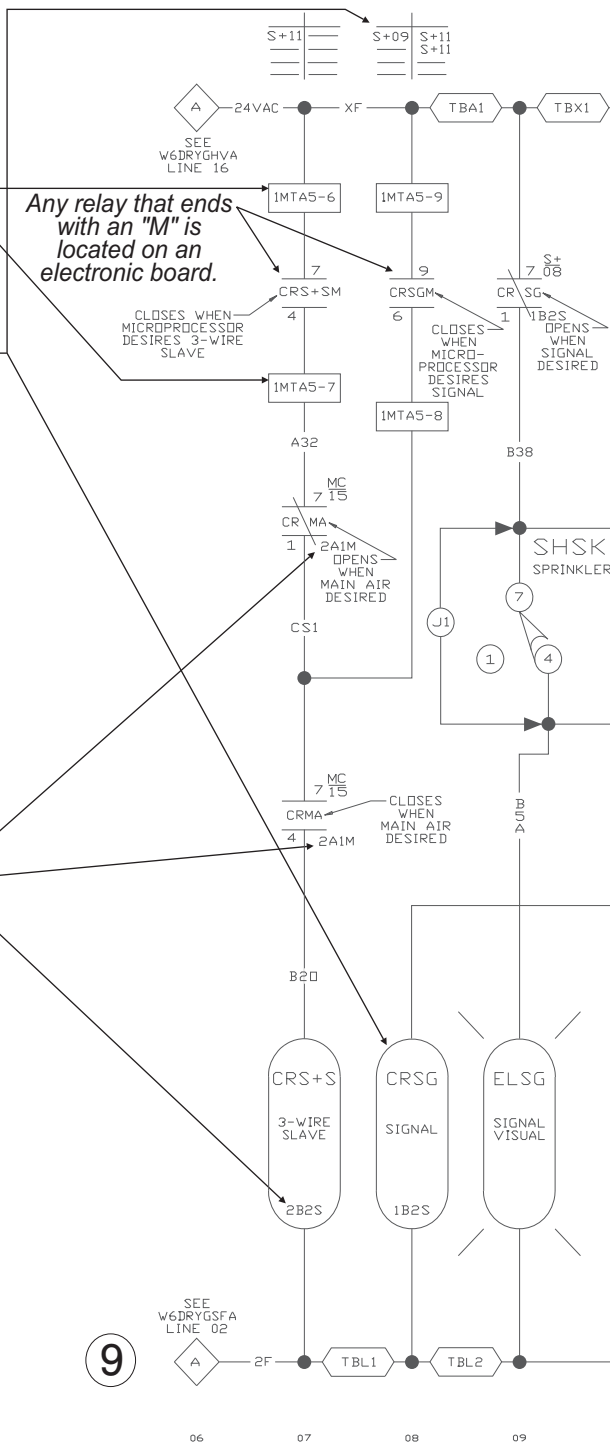 S+11
S+09 S+11
S+11
A
24VAC
XF
TBA1
TBX1
SEE
W6DRYGHVA
LINE 16
1MTA5-6
1MTA5-9
Any relay that ends
with an "M" is
located on an
electronic board.
7
CRS+SM
4
CLOSES WHEN
MICROPROCESSOR
DESIRES 3-WIRE
SLAVE
9
CRSGM
6
CLOSES
WHEN
MICRO-
PROCESSOR
DESIRES
SIGNAL
7 S+
08
CR SG
1 1B2S
OPENS
WHEN
SIGNAL
DESIRED
1MTA5-7
1MTA5-8
A32
B38
7 MC
15
CR MA
1 2A1M
OPENS
WHEN
MAIN AIR
DESIRED
CS1
SHSK
SPRINKLER
7
J1
1
4
7 MC
15
CRMA
4 2A1M
CLOSES
WHEN
MAIN AIR
DESIRED
B5A
B20
CRS+S
3-WIRE
SLAVE
2B2S
CRSG
SIGNAL
1B2S
ELSG
SIGNAL
VISUAL
SEE
W6DRYGSFA
LINE 02
9
A
2F
TBL1
TBL2
06
07
08
09